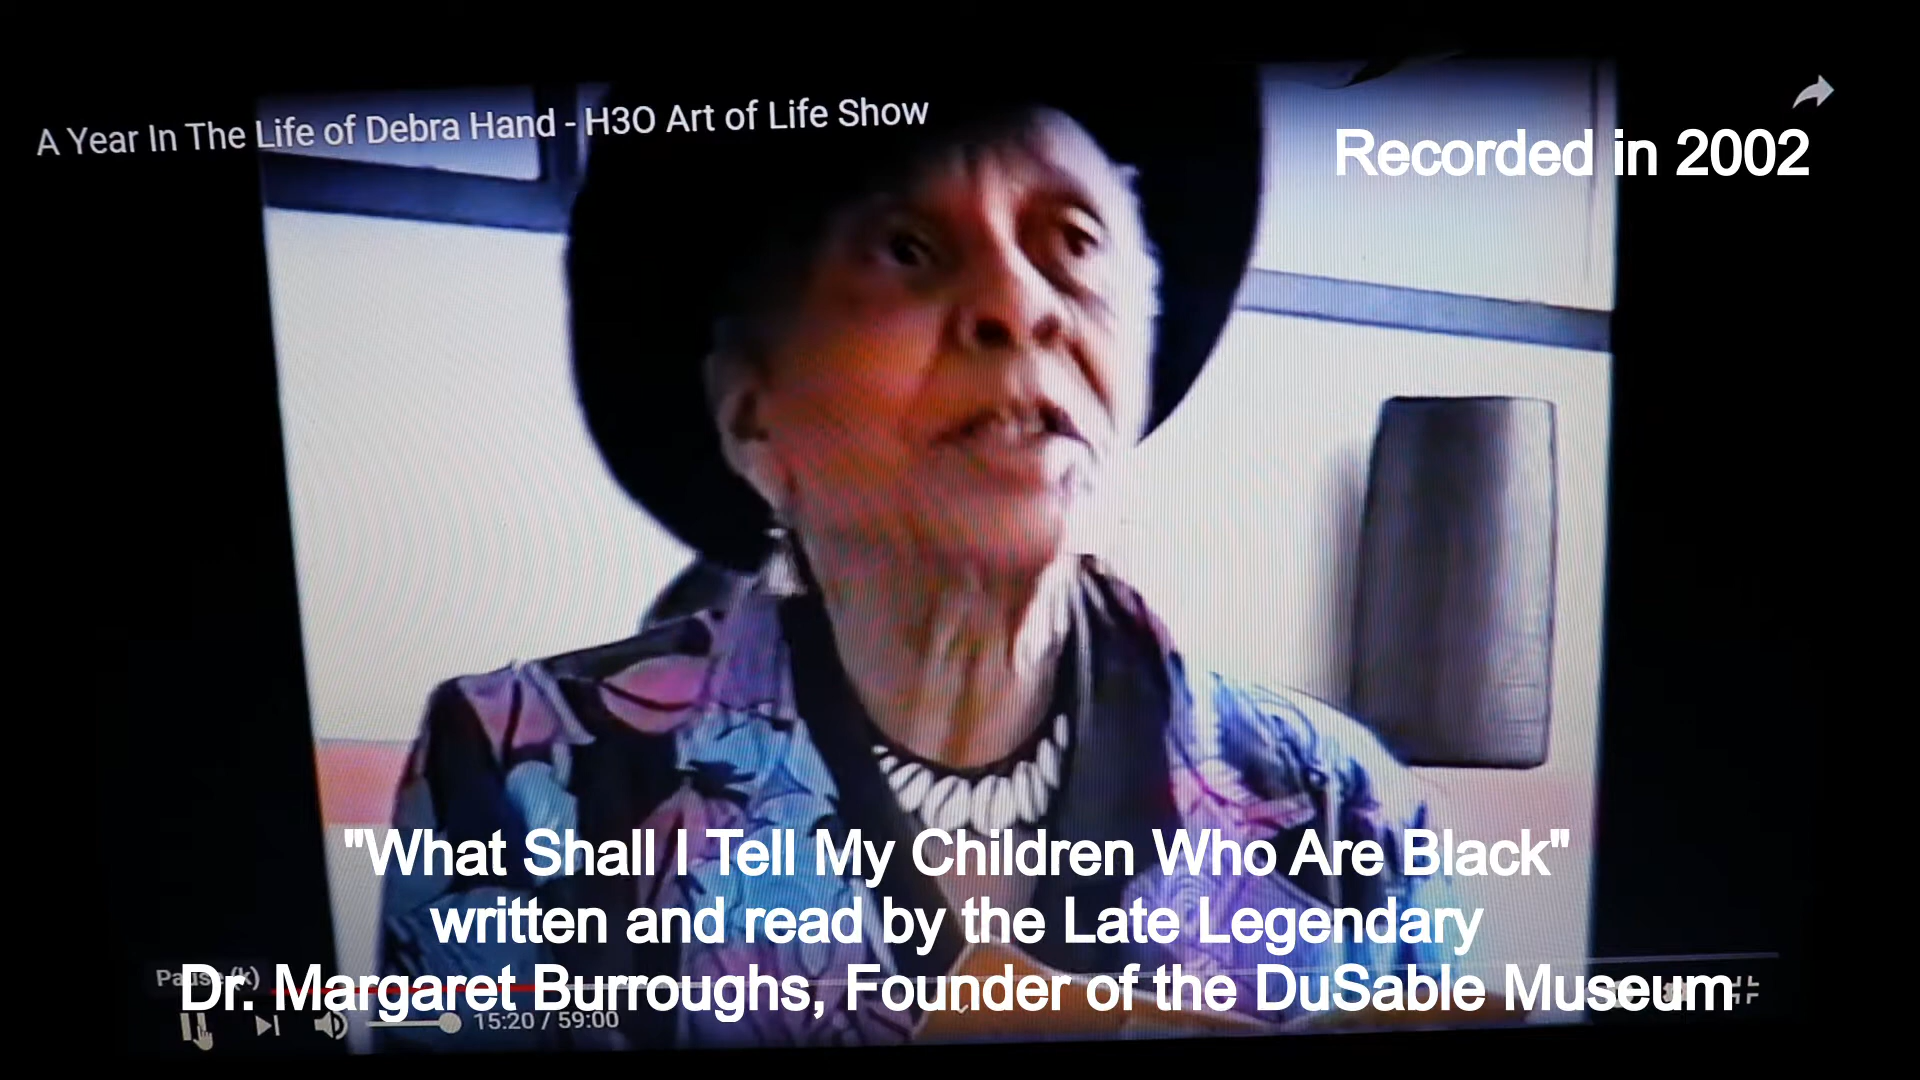 A Year In The Life of Debra Hand - H3O Art of Life Show
Recorded in 2002
"What Shall I Tell My Children Who Are Black"
written and read by the Late Legendary
Pause (k)
Dr. Margaret Burroughs, Founder of the DuSable Museum
15:20 / 59:00